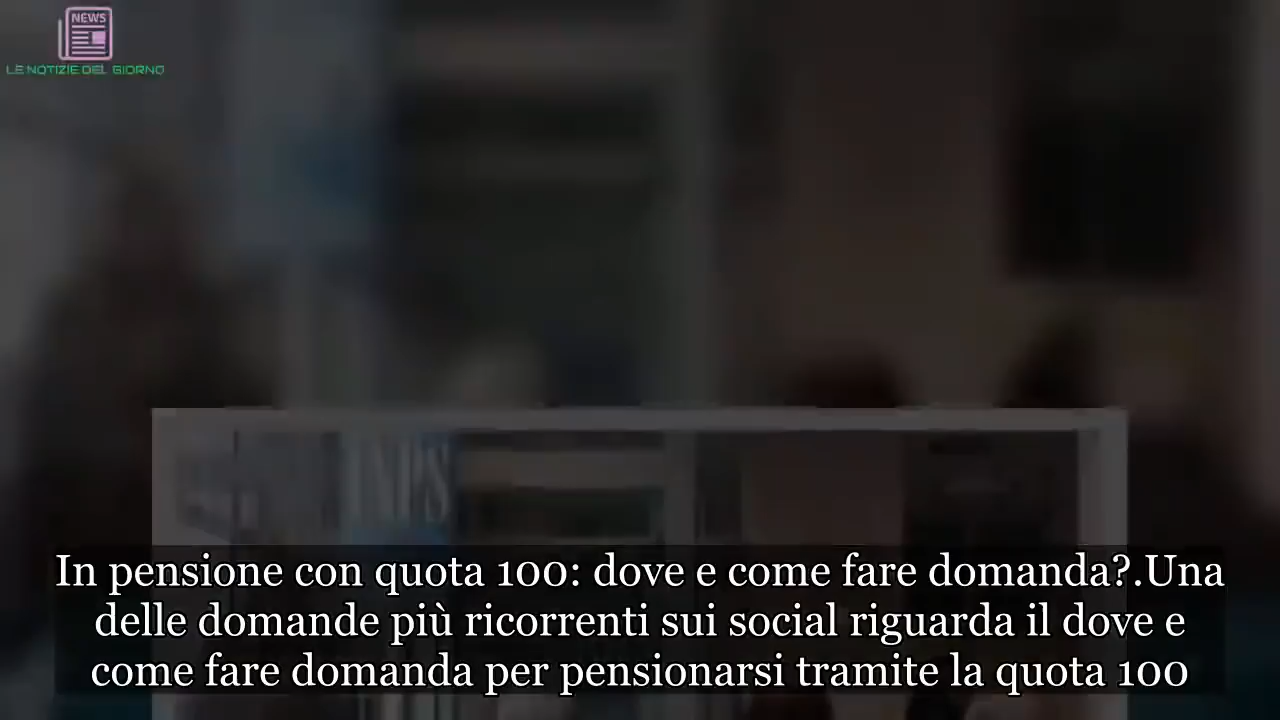 NEWS
LE NOTIZIE DEL GIORNO
INPS
In pensione con quota 100: dove e come fare domanda?.Una
delle domande più ricorrenti sui social riguarda il dove e
come fare domanda per pensionarsi tramite la quota 100